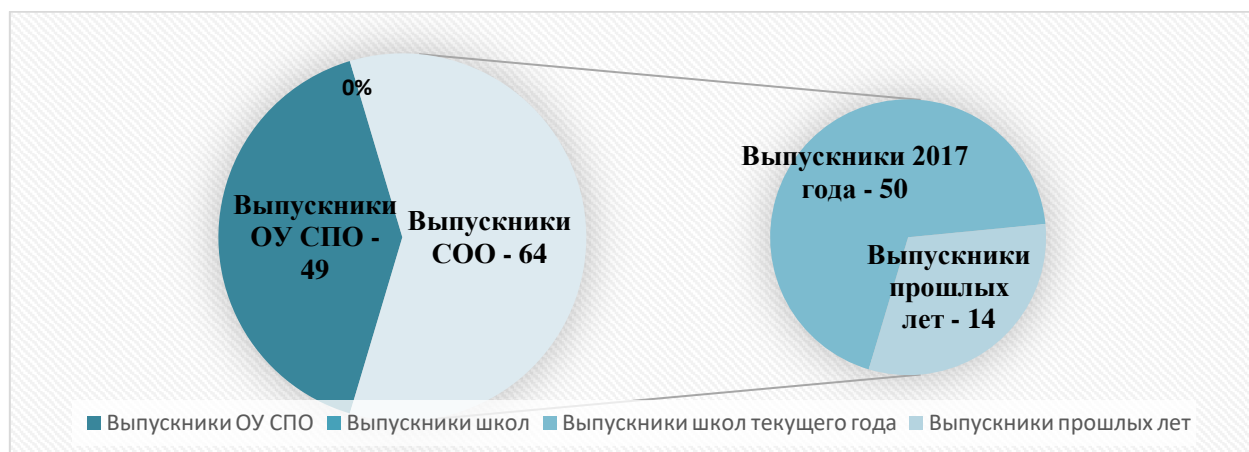 0%
Выпускники
ОУ СПО -
49
Выпускники
СОО - 64
Выпускники 2017
года - 50
Выпускники
прошлых
лет - 14
Выпускники ОУ СПО Выпускники школ Выпускники школ текущего года Выпускники прошлых лет